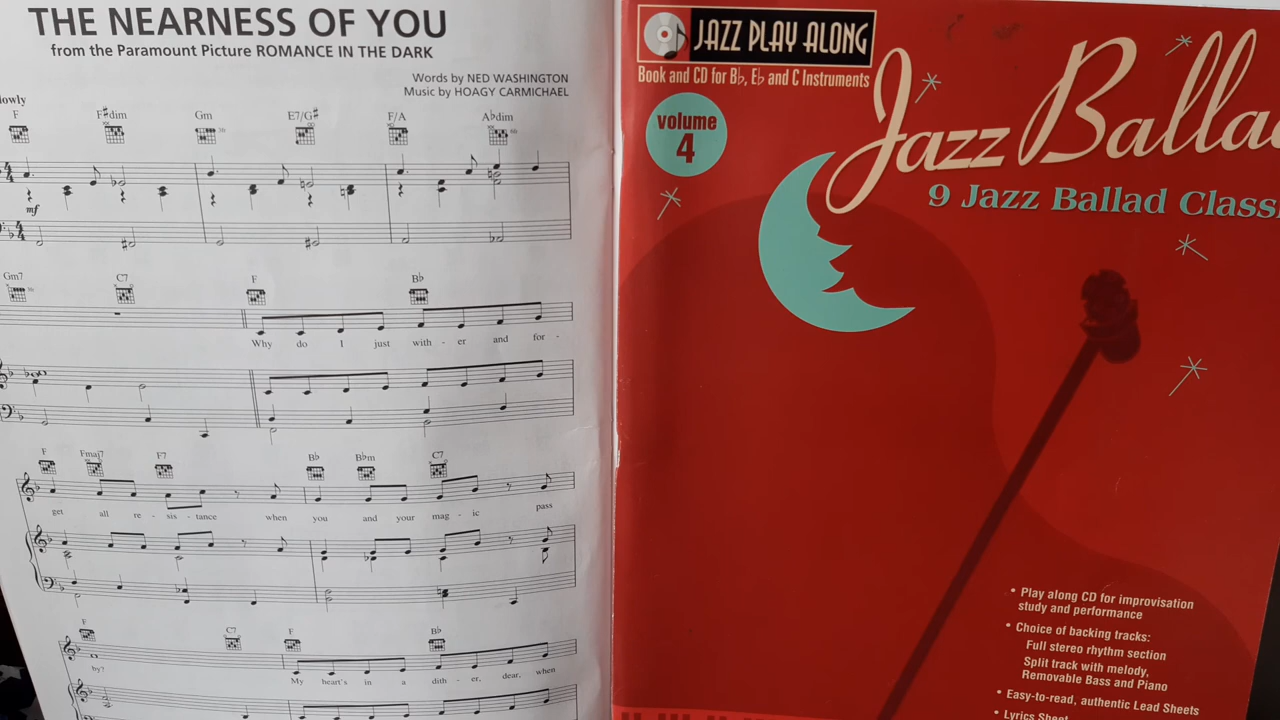 THE NEARNESS OF YOU
from the Paramount Picture ROMANCE IN THE DARK
Words by NED WASHINGTON
Music by HOAGY CARMICHAEL
lowly
F F♯dim Gm E7/G♯ F/A A♭dim
mf
Gm7 C7 F B♭
Why do I just with - er and for -
F Fmaj7 F7 B♭ B♭m C7
get all re - sis - tance when you and your mag - ic pass
F C7 F B♭
by? My heart's in a dith - er, dear, when
JAZZ PLAY ALONG
Book and CD for B♭, E♭ and C Instruments
volume
4
Jazz Balla
9 Jazz Ballad Class
• Play along CD for improvisation
study and performance
• Choice of backing tracks:
Full stereo rhythm section
Split track with melody,
Removable Bass and Piano
• Easy-to-read, authentic Lead Sheets
• Lyrics Sheet